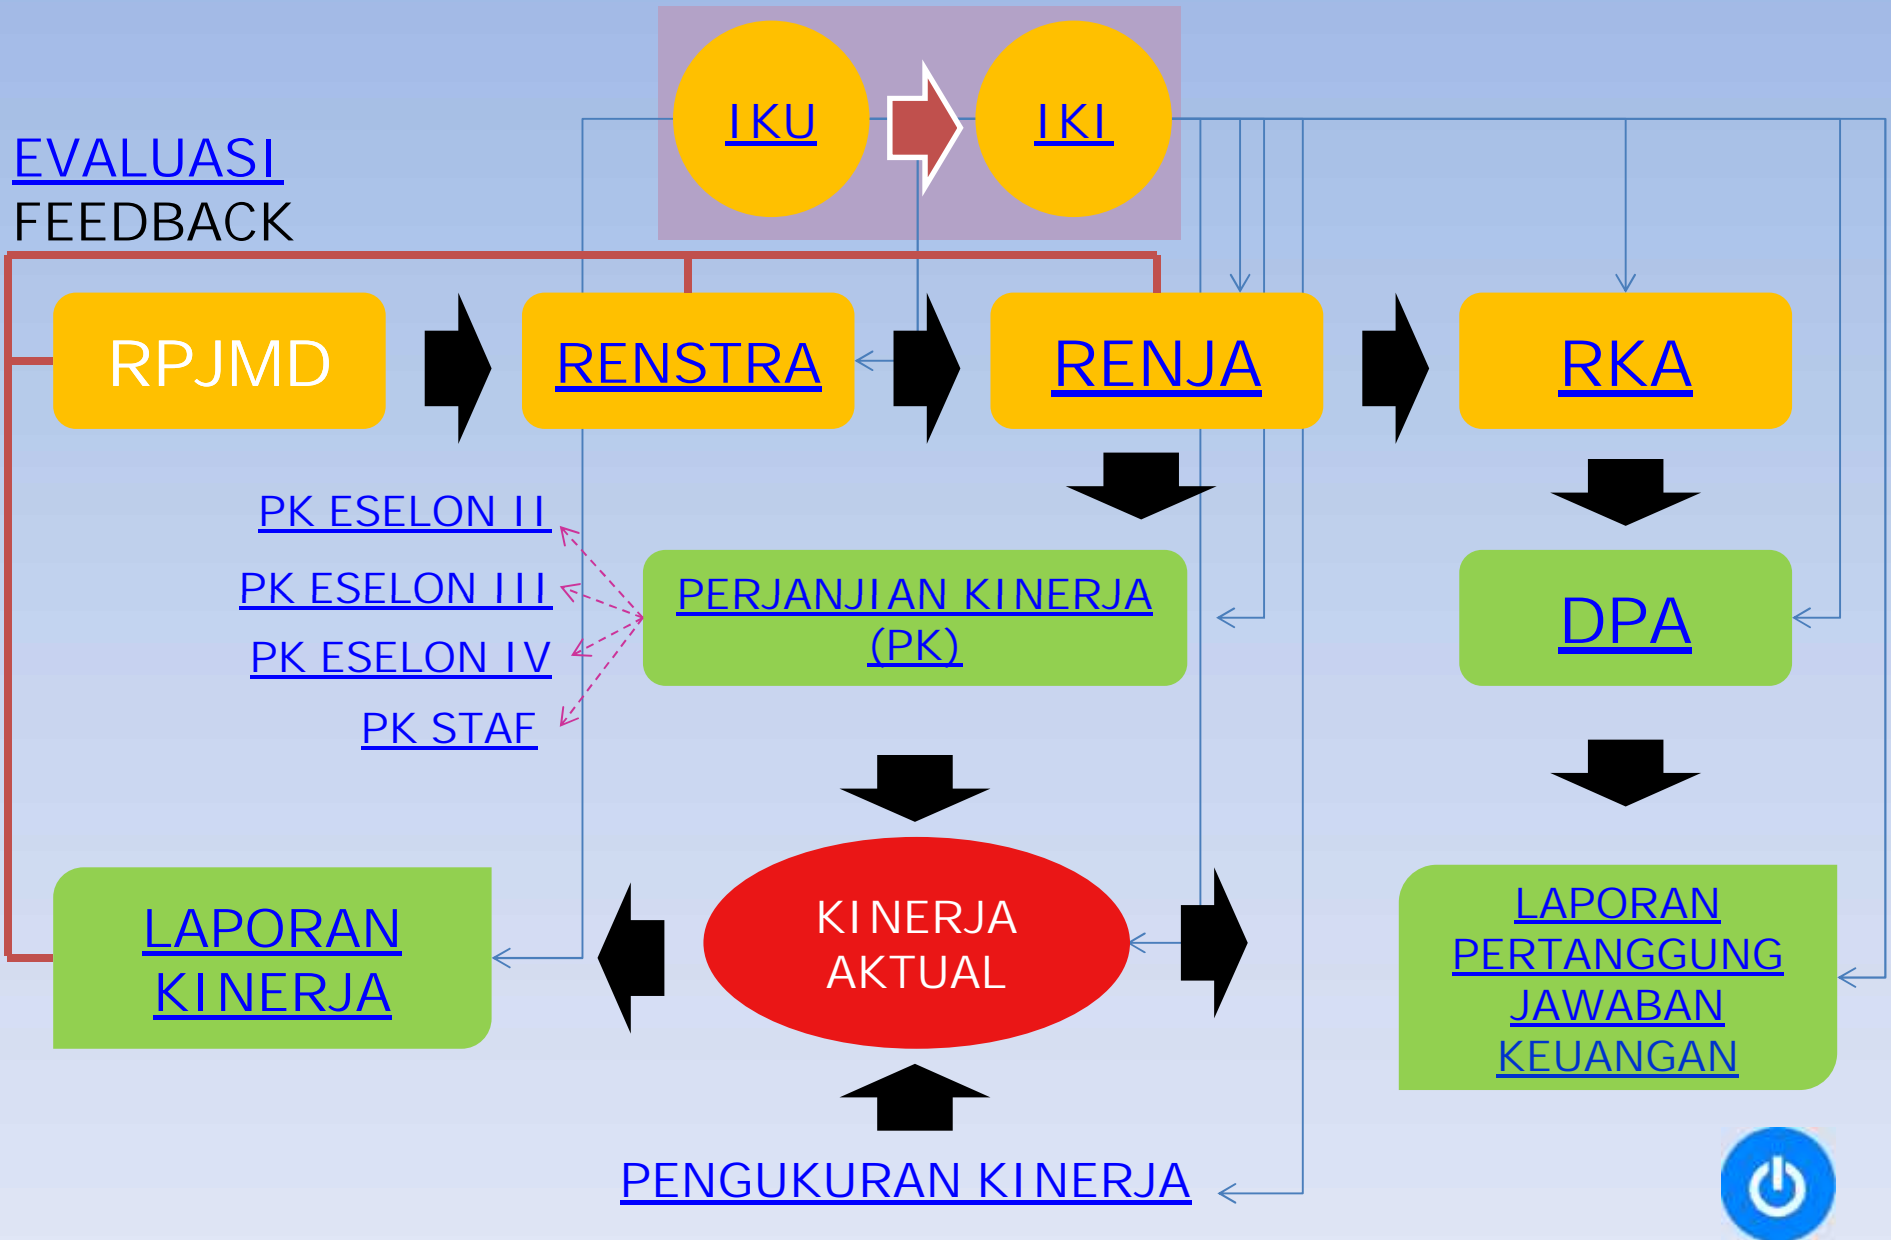 IKU
IKI
EVALUASI
FEEDBACK
RPJMD
RENSTRA
RENJA
RKA
PK ESELON II
PK ESELON III
PK ESELON IV
PK STAF
PERJANJIAN KINERJA
(PK)
DPA
LAPORAN
KINERJA
KINERJA
AKTUAL
LAPORAN
PERTANGGUNG
JAWABAN
KEUANGAN
PENGUKURAN KINERJA